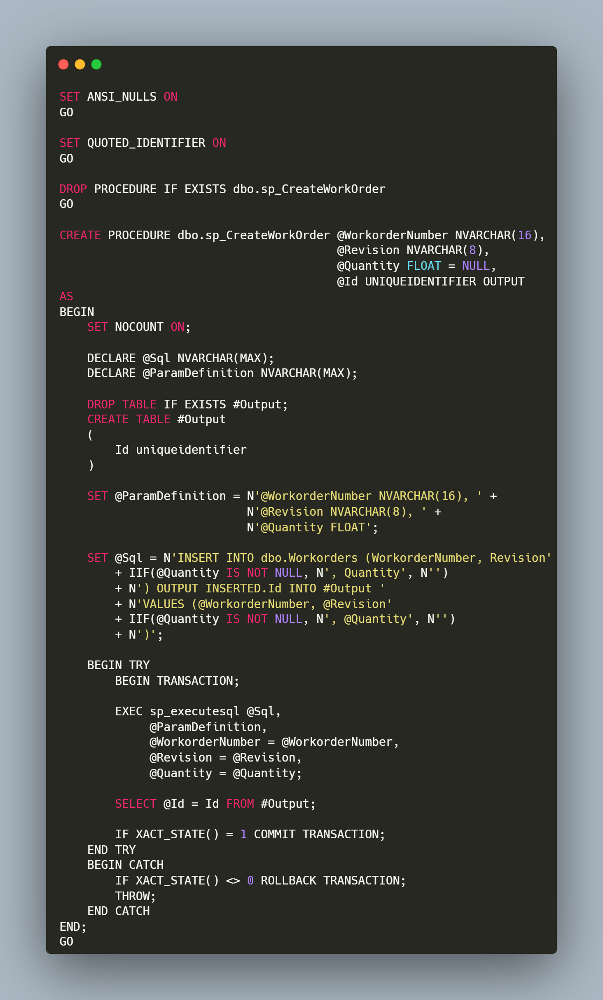 SET ANSI_NULLS ON
GO

SET QUOTED_IDENTIFIER ON
GO

DROP PROCEDURE IF EXISTS dbo.sp_CreateWorkOrder
GO

CREATE PROCEDURE dbo.sp_CreateWorkOrder @WorkorderNumber NVARCHAR(16),
                                        @Revision NVARCHAR(8),
                                        @Quantity FLOAT = NULL,
                                        @Id UNIQUEIDENTIFIER OUTPUT
AS
BEGIN
    SET NOCOUNT ON;

    DECLARE @Sql NVARCHAR(MAX);
    DECLARE @ParamDefinition NVARCHAR(MAX);

    DROP TABLE IF EXISTS #Output;
    CREATE TABLE #Output
    (
        Id uniqueidentifier
    )

    SET @ParamDefinition = N'@WorkorderNumber NVARCHAR(16), ' +
                           N'@Revision NVARCHAR(8), ' +
                           N'@Quantity FLOAT';

    SET @Sql = N'INSERT INTO dbo.Workorders (WorkorderNumber, Revision'
        + IIF(@Quantity IS NOT NULL, N', Quantity', N'')
        + N') OUTPUT INSERTED.Id INTO #Output '
        + N'VALUES (@WorkorderNumber, @Revision'
        + IIF(@Quantity IS NOT NULL, N', @Quantity', N'')
        + N')';

    BEGIN TRY
        BEGIN TRANSACTION;

        EXEC sp_executesql @Sql,
             @ParamDefinition,
             @WorkorderNumber = @WorkorderNumber,
             @Revision = @Revision,
             @Quantity = @Quantity;

        SELECT @Id = Id FROM #Output;

        IF XACT_STATE() = 1 COMMIT TRANSACTION;
    END TRY
    BEGIN CATCH
        IF XACT_STATE() <> 0 ROLLBACK TRANSACTION;
        THROW;
    END CATCH
END;
GO